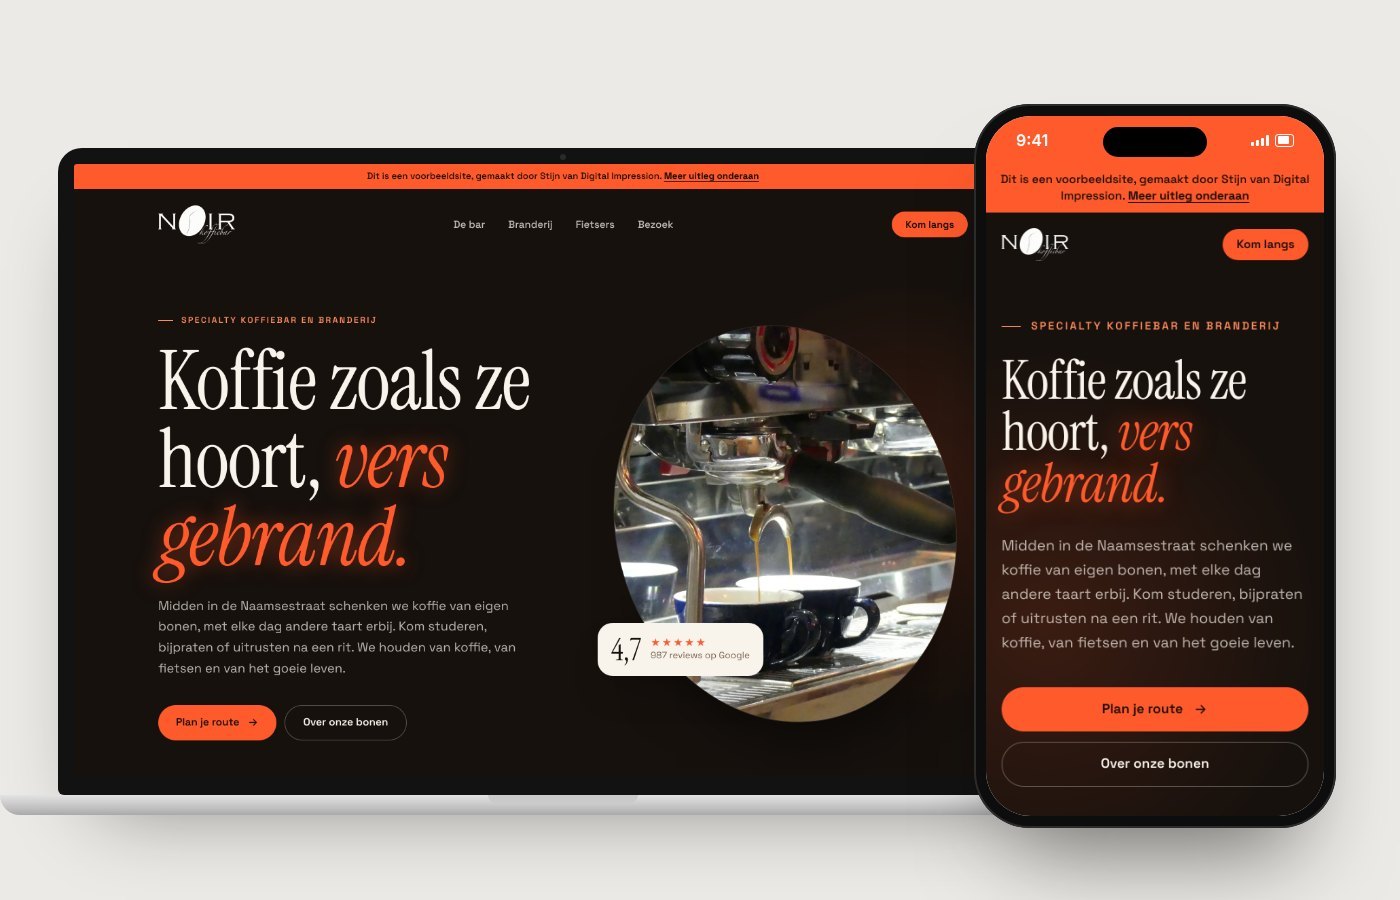 Dit is een voorbeeldsite, gemaakt door Stijn van Digital Impression. Meer uitleg onderaan
NOIR
koffiebar
De bar
Branderij
Fietsers
Bezoek
Kom langs
SPECIALTY KOFFIEBAR EN BRANDERIJ
Koffie zoals ze
hoort, vers
gebrand.
Midden in de Naamsestraat schenken we koffie van eigen
bonen, met elke dag andere taart erbij. Kom studeren,
bijpraten of uitrusten na een rit. We houden van koffie, van
fietsen en van het goeie leven.
Plan je route →
Over onze bonen
4,7
★★★★★
987 reviews op Google
9:41
Dit is een voorbeeldsite, gemaakt door Stijn van Digital
Impression. Meer uitleg onderaan
NOIR
koffiebar
Kom langs
SPECIALTY KOFFIEBAR EN BRANDERIJ
Koffie zoals ze
hoort, vers
gebrand.
Midden in de Naamsestraat schenken we
koffie van eigen bonen, met elke dag
andere taart erbij. Kom studeren, bijpraten
of uitrusten na een rit. We houden van
koffie, van fietsen en van het goeie leven.
Plan je route →
Over onze bonen